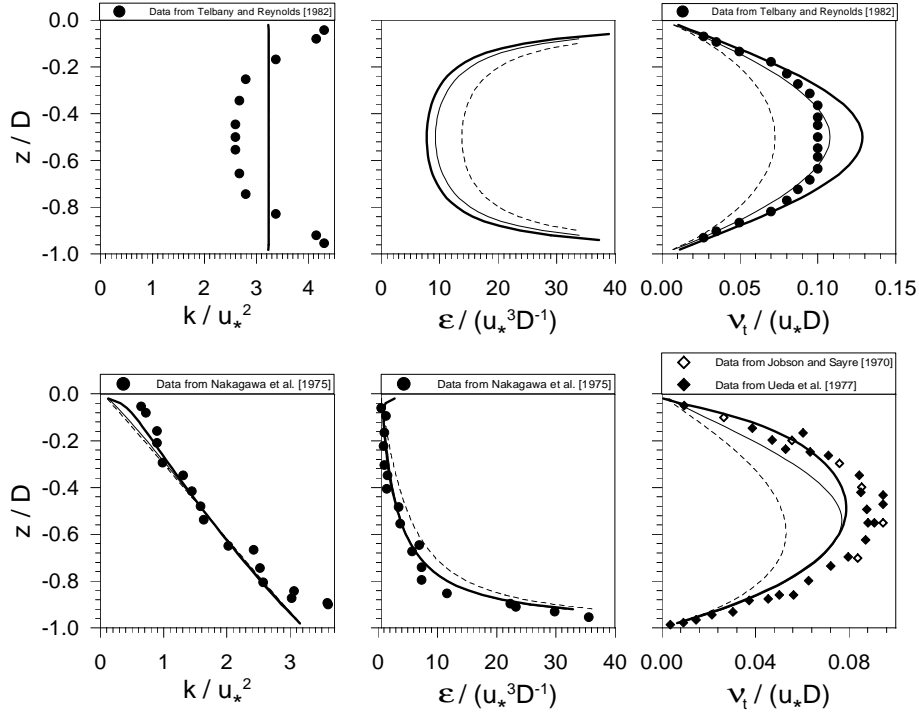 Data from Telbany and Reynolds [1982]
0.0
-0.2
-0.4
-0.6
-0.8
-1.0
z / D
0 1 2 3 4
k / u*²
0 10 20 30 40
ε / (u*³D⁻¹)
Data from Telbany and Reynolds [1982]
0.00 0.05 0.10 0.15
νt / (u*D)
Data from Nakagawa et al. [1975]
0.0
-0.2
-0.4
-0.6
-0.8
-1.0
z / D
0 1 2 3
k / u*²
Data from Nakagawa et al. [1975]
0 10 20 30 40
ε / (u*³D⁻¹)
Data from Jobson and Sayre [1970]
Data from Ueda et al. [1977]
0.00 0.04 0.08
νt / (u*D)